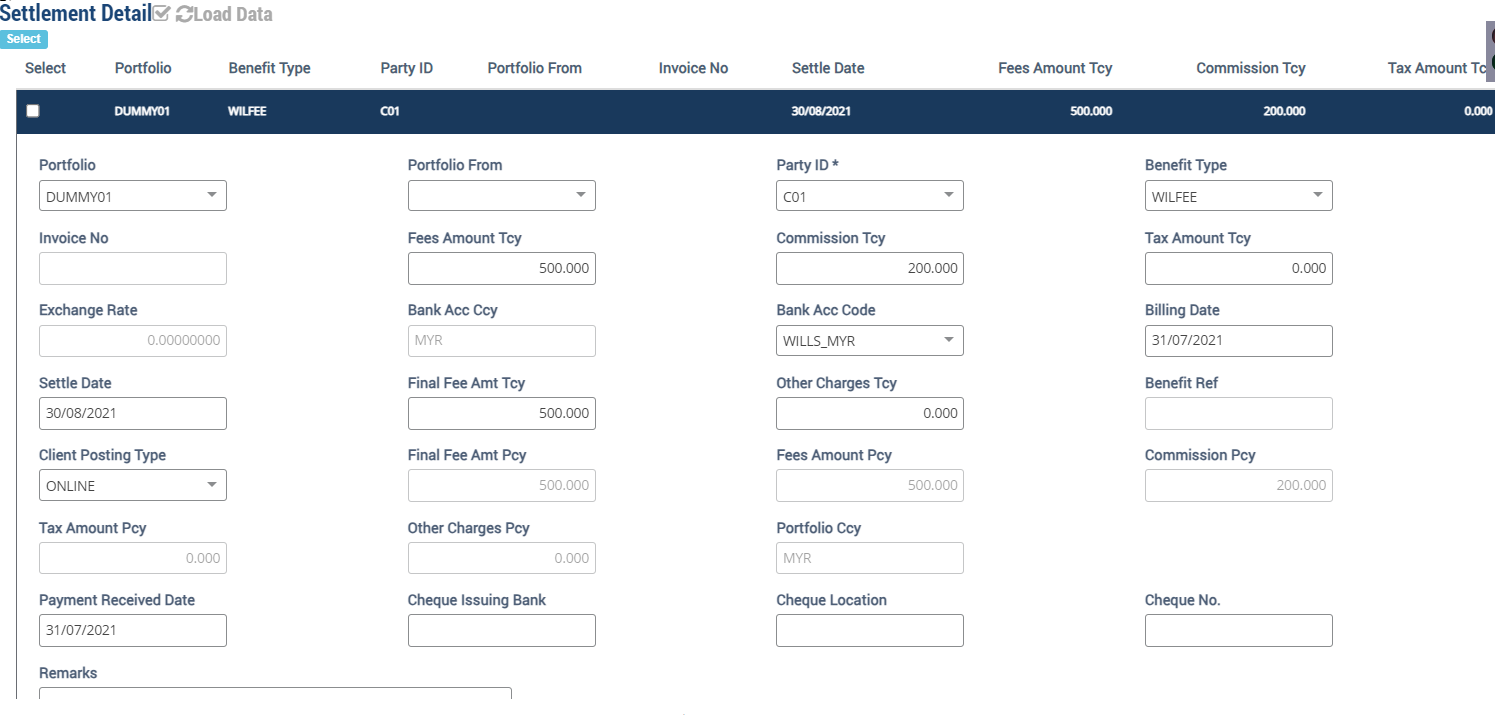 Settlement Detail Load Data
Select
Select Portfolio Benefit Type Party ID Portfolio From Invoice No Settle Date Fees Amount Tcy Commission Tcy Tax Amount Tc
DUMMY01 WILFEE C01 30/08/2021 500.000 200.000 0.000
Portfolio Portfolio From Party ID * Benefit Type
DUMMY01 C01 WILFEE
Invoice No Fees Amount Tcy Commission Tcy Tax Amount Tcy
500.000 200.000 0.000
Exchange Rate Bank Acc Ccy Bank Acc Code Billing Date
0.00000000 MYR WILLS_MYR 31/07/2021
Settle Date Final Fee Amt Tcy Other Charges Tcy Benefit Ref
30/08/2021 500.000 0.000
Client Posting Type Final Fee Amt Pcy Fees Amount Pcy Commission Pcy
ONLINE 500.000 500.000 200.000
Tax Amount Pcy Other Charges Pcy Portfolio Ccy
0.000 0.000 MYR
Payment Received Date Cheque Issuing Bank Cheque Location Cheque No.
31/07/2021
Remarks